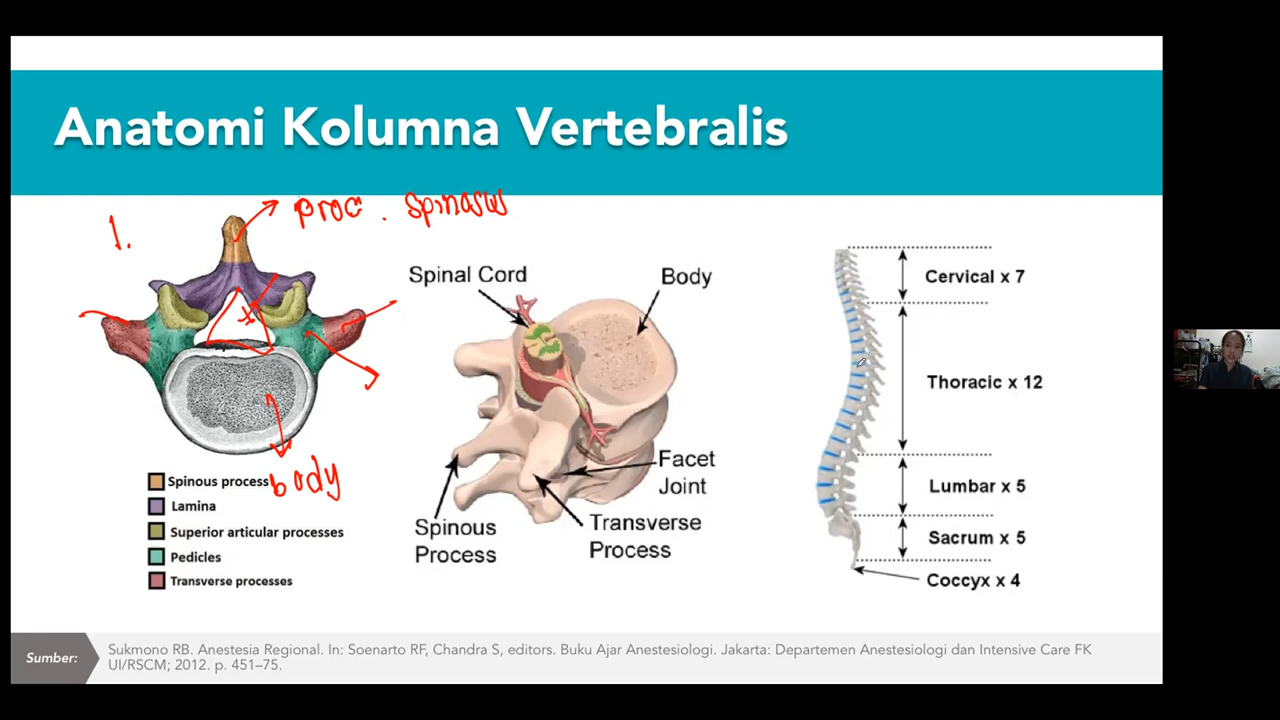 Anatomi Kolumna Vertebralis
1.
proc. spinosus
body
Spinous process
Lamina
Superior articular processes
Pedicles
Transverse processes
Spinal Cord
Body
Facet
Joint
Transverse
Process
Spinous
Process
Cervical x 7
Thoracic x 12
Lumbar x 5
Sacrum x 5
Coccyx x 4
Sumber:
Sukmono RB. Anestesia Regional. In: Soenarto RF, Chandra S, editors. Buku Ajar Anestesiologi. Jakarta: Departemen Anestesiologi dan Intensive Care FK
UI/RSCM; 2012. p. 451–75.